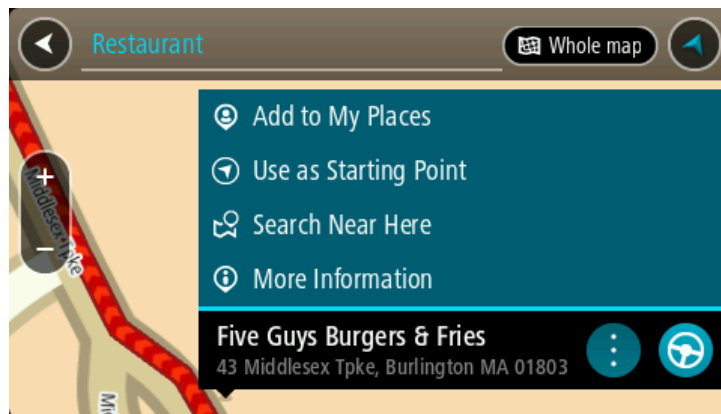 Restaurant
Whole map
Add to My Places
Use as Starting Point
Search Near Here
More Information
Five Guys Burgers & Fries
43 Middlesex Tpke, Burlington MA 01803
+
Middlesex Tpke
−
Mi